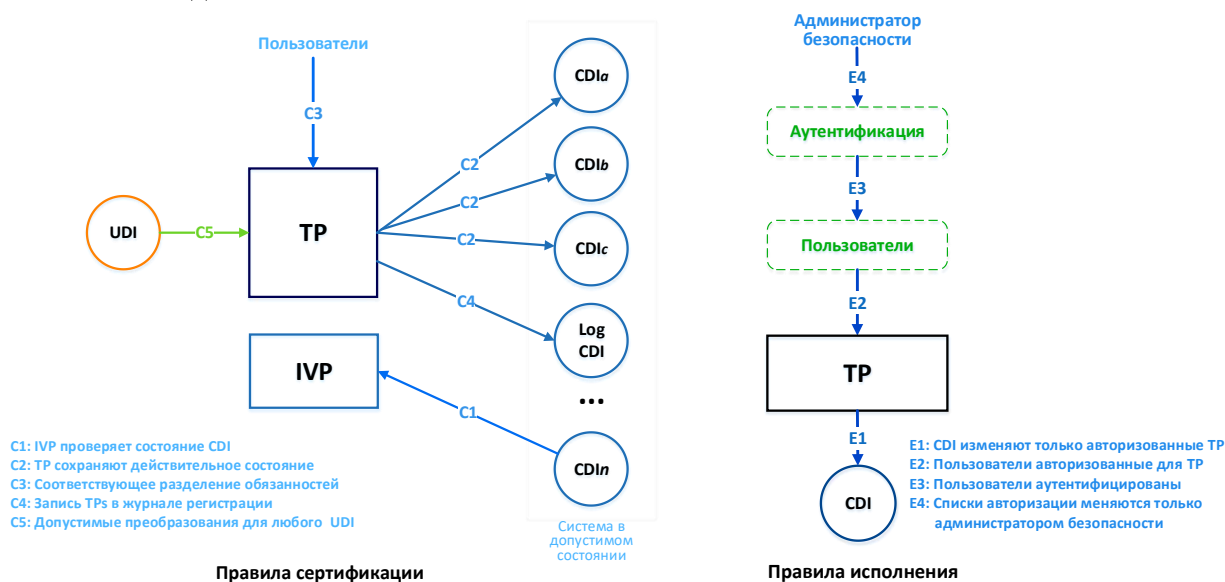 Пользователи
C3
UDI
C5
TP
C2
C2
C2
C4
CDIa
CDIb
CDIc
Log
CDI
...
IVP
C1
CDIn
Система в
допустимом
состоянии
C1: IVP проверяет состояние CDI
C2: TP сохраняют действительное состояние
C3: Соответствующее разделение обязанностей
C4: Запись TPs в журнале регистрации
C5: Допустимые преобразования для любого UDI
Правила сертификации
Администратор
безопасности
E4
Аутентификация
E3
Пользователи
E2
TP
E1
CDI
E1: CDI изменяют только авторизованные TP
E2: Пользователи авторизованные для TP
E3: Пользователи аутентифицированы
E4: Списки авторизации меняются только
администратором безопасности
Правила исполнения